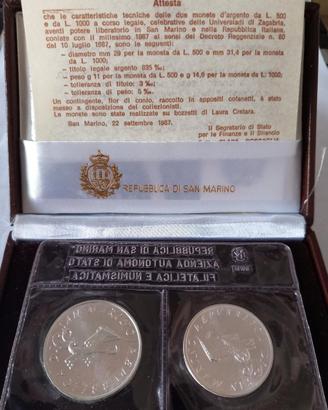 Attesta
che le caratteristiche tecniche delle due monete d'argento da L. 500
e da L. 1000 a corso legale, celebrative delle Universiadi di Zagabria,
aventi potere liberatorio in San Marino e nella Repubblica Italiana,
coniate con il millesimo 1987 ai sensi del Decreto Reggenziale n. 80
del 10 luglio 1987, sono le seguenti:
- diametro mm 29 per la moneta da L. 500 e mm 31,4 per la moneta
da L. 1000;
- titolo legale argento 835 ‰;
- peso g 11 per la moneta da L. 500 e g 14,6 per la moneta da L. 1000;
- tolleranza di titolo: 3 ‰;
- tolleranza di peso: 5 ‰.
Un contingente, fior di conio, raccolto in appositi cofanetti, è stato
messo a disposizione dei collezionisti.
Le monete sono state realizzate su bozzetti di Laura Cretara.
San Marino, 22 settembre 1987.
Il Segretario di Stato
per le Finanze e il Bilancio
REPUBBLICA DI SAN MARINO
REPUBBLICA DI SAN MARINO
AZIENDA AUTONOMA DI STATO
FILATELICA E NUMISMATICA